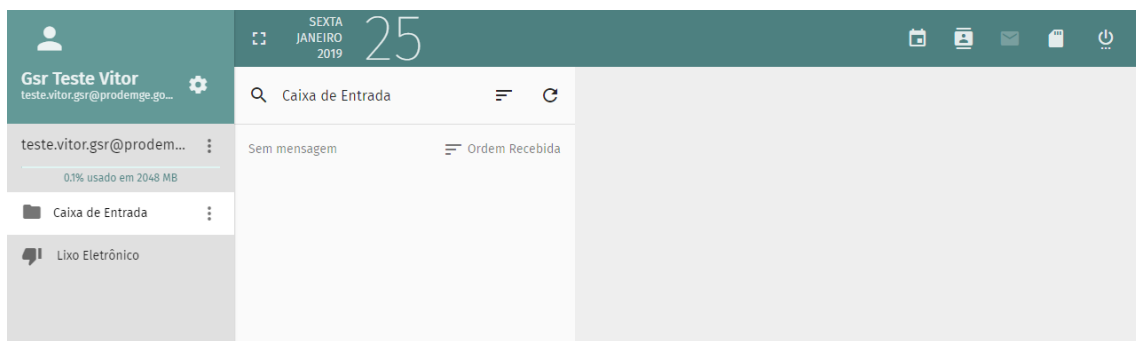 SEXTA
JANEIRO
2019
25
Gsr Teste Vitor
teste.vitor.gsr@prodemge.go...
Caixa de Entrada
teste.vitor.gsr@prodem...
Sem mensagem
Ordem Recebida
0.1% usado em 2048 MB
Caixa de Entrada
Lixo Eletrônico